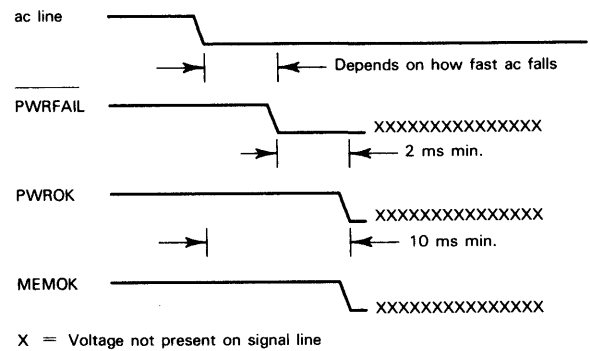 ac line
Depends on how fast ac falls
PWRFAIL
XXXXXXXXXXXXXXX
2 ms min.
PWROK
XXXXXXXXXXXXXXX
10 ms min.
MEMOK
XXXXXXXXXXXXXXX
X = Voltage not present on signal line